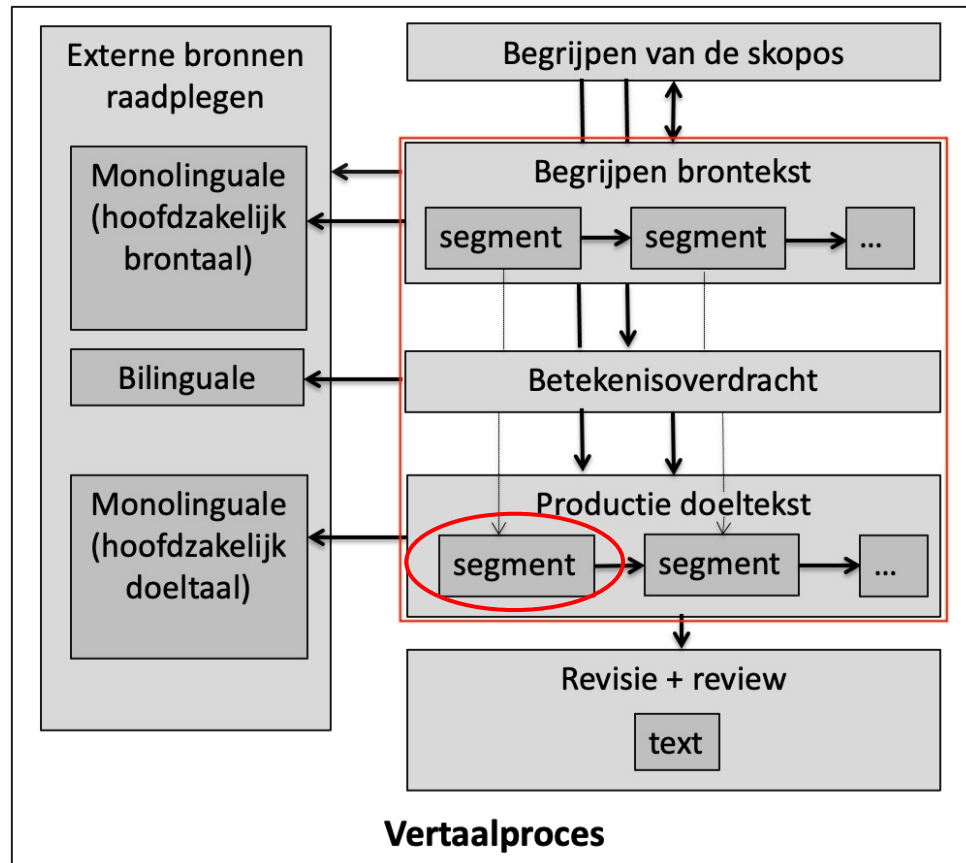 Externe bronnen
raadplegen
Monolinguale
(hoofdzakelijk
brontaal)
Bilinguale
Monolinguale
(hoofdzakelijk
doeltaal)
Begrijpen van de skopos
Begrijpen brontekst
segment
segment
...
Betekenisoverdracht
Productie doeltekst
segment
segment
...
Revisie + review
text
Vertaalproces